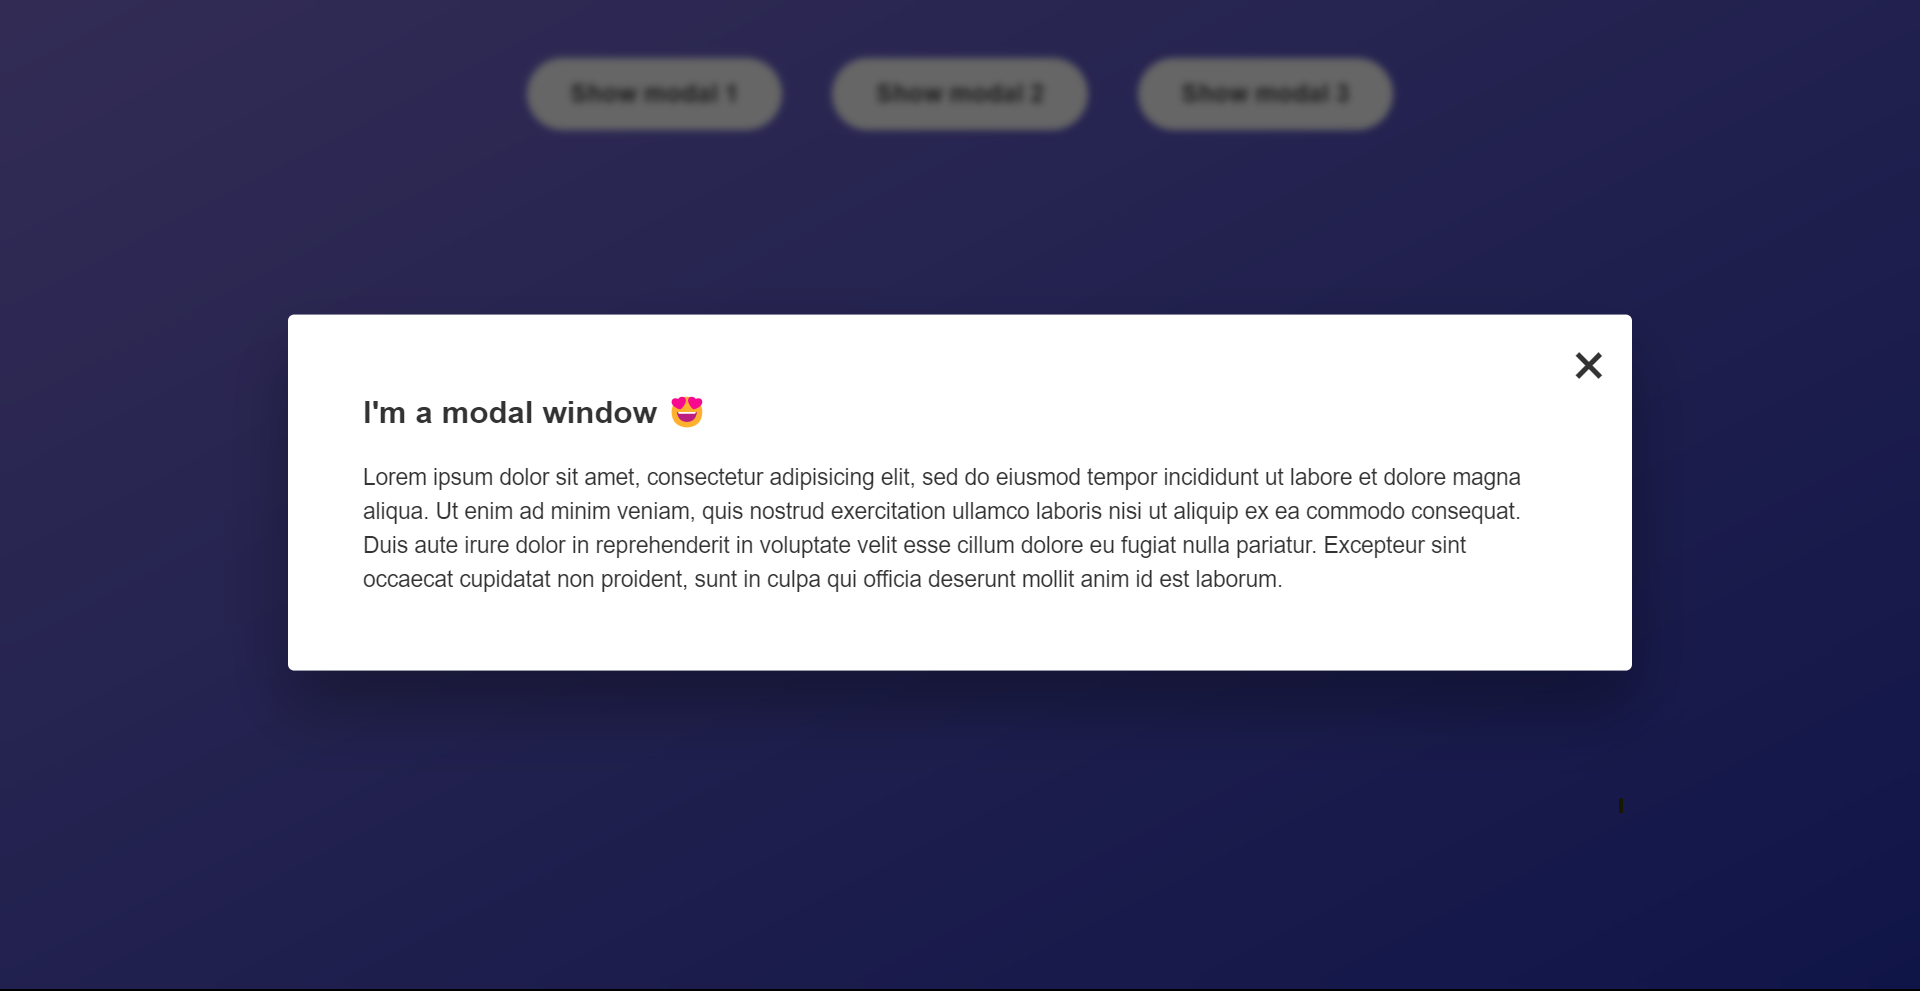 Show modal 1 Show modal 2 Show modal 3
I'm a modal window 😍
Lorem ipsum dolor sit amet, consectetur adipisicing elit, sed do eiusmod tempor incididunt ut labore et dolore magna
aliqua. Ut enim ad minim veniam, quis nostrud exercitation ullamco laboris nisi ut aliquip ex ea commodo consequat.
Duis aute irure dolor in reprehenderit in voluptate velit esse cillum dolore eu fugiat nulla pariatur. Excepteur sint
occaecat cupidatat non proident, sunt in culpa qui officia deserunt mollit anim id est laborum.